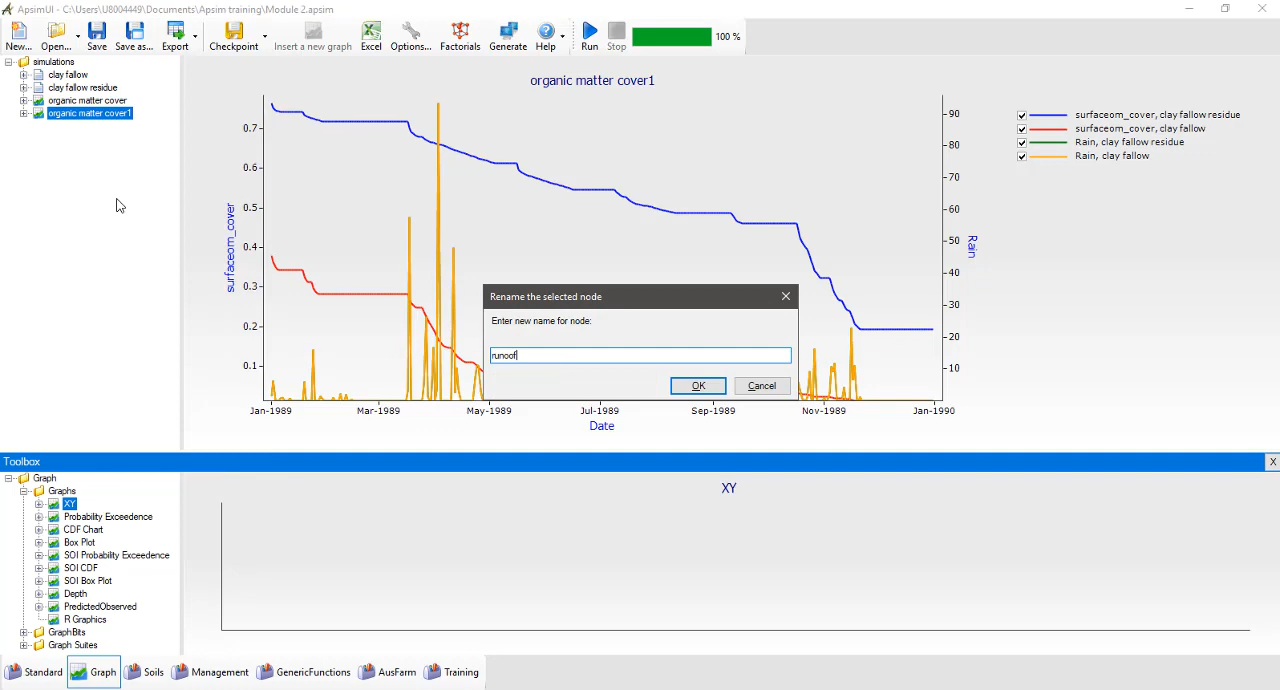 ApsimUI - C:\Users\U8004449\Documents\Apsim training\Module 2.apsim
New... Open... Save Save as... Export Checkpoint Insert a new graph Excel Options... Factorials Generate Help Run Stop 100 %
simulations
clay fallow
clay fallow residue
organic matter cover
organic matter cover1
organic matter cover1
surfaceom_cover
0.7
0.6
0.5
0.4
0.3
0.2
0.1
90
80
70
60
50
40
30
20
10
Rain
Jan-1989 Mar-1989 May-1989 Jul-1989 Sep-1989 Nov-1989 Jan-1990
Date
surfaceom_cover, clay fallow residue
surfaceom_cover, clay fallow
Rain, clay fallow residue
Rain, clay fallow
Rename the selected node
Enter new name for node:
runoof
OK Cancel
Toolbox X
Graph
Graphs
XY
Probability Exceedence
CDF Chart
Box Plot
SOI Probability Exceedence
SOI CDF
SOI Box Plot
Depth
PredictedObserved
R Graphics
GraphBits
Graph Suites
XY
Standard Graph Soils Management GenericFunctions AusFarm Training